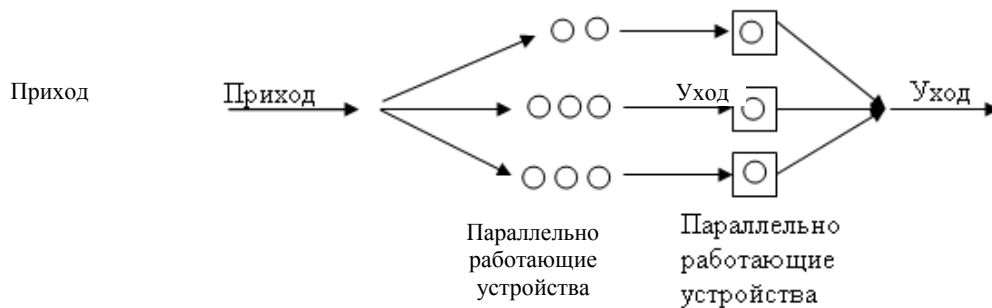 Приход
Приход
Уход
Уход
Параллельно
работающие
устройства
Параллельно
работающие
устройства